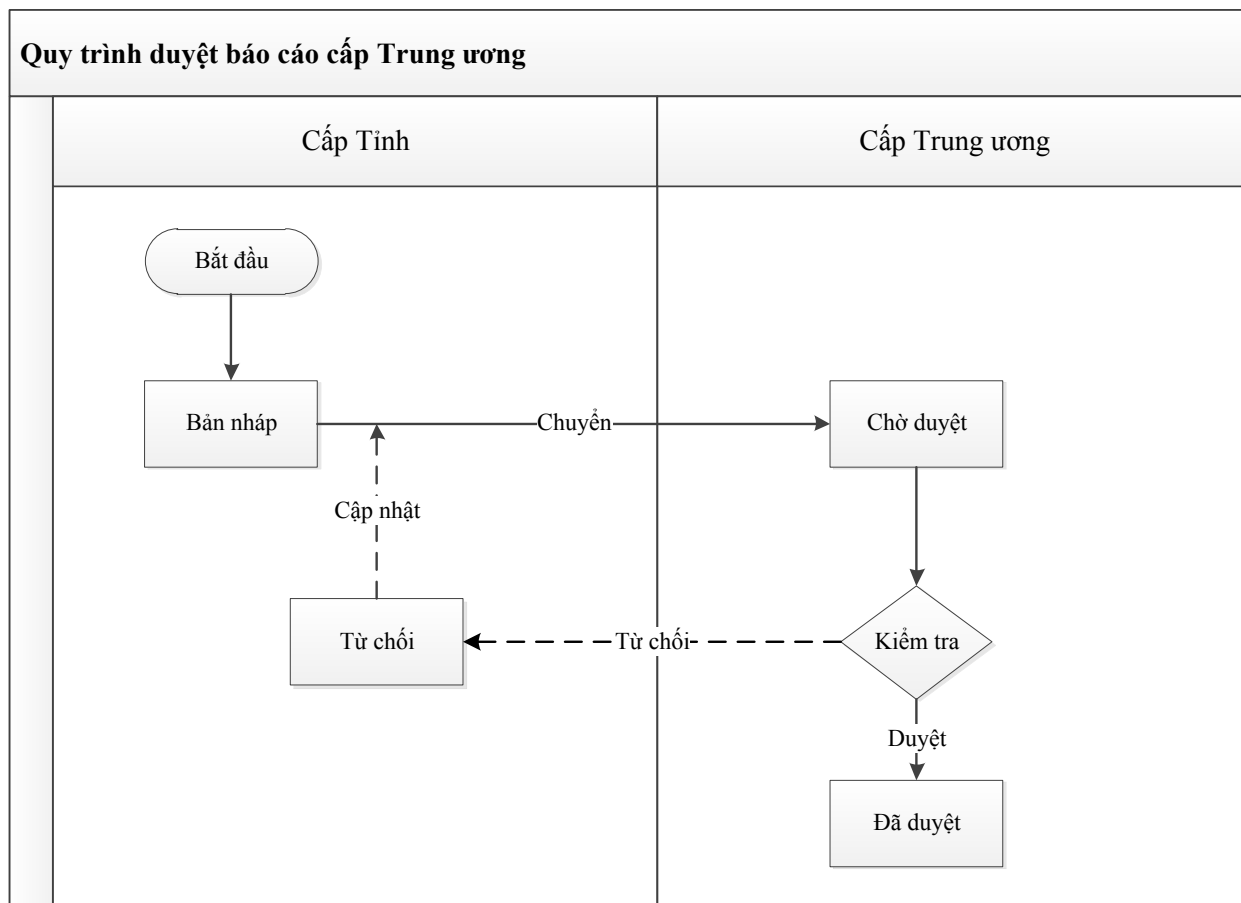 Quy trình duyệt báo cáo cấp Trung ương
Cấp Tỉnh
Cấp Trung ương
Bắt đầu
Bản nháp
Chuyển
Chờ duyệt
Cập nhật
Từ chối
Từ chối
Kiểm tra
Duyệt
Đã duyệt